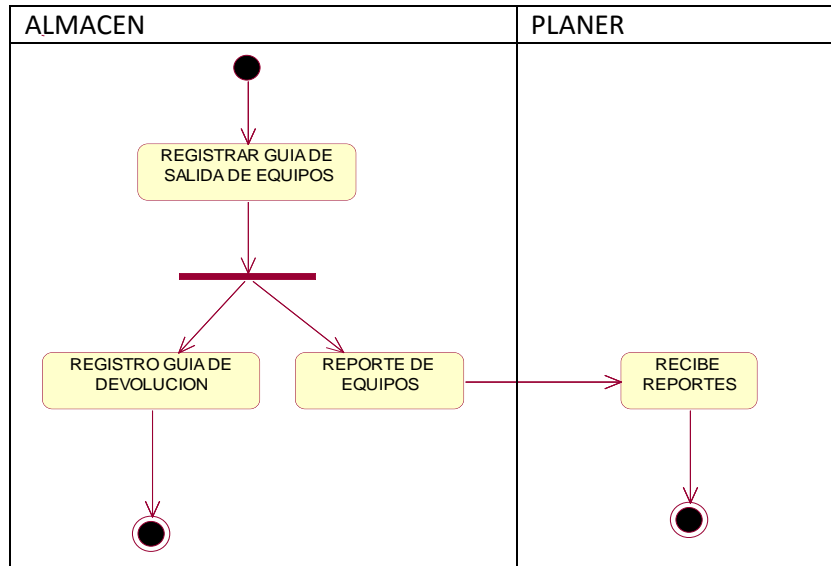 ALMACEN
PLANER
REGISTRAR GUIA DE
SALIDA DE EQUIPOS
REGISTRO GUIA DE
DEVOLUCION
REPORTE DE
EQUIPOS
RECIBE
REPORTES